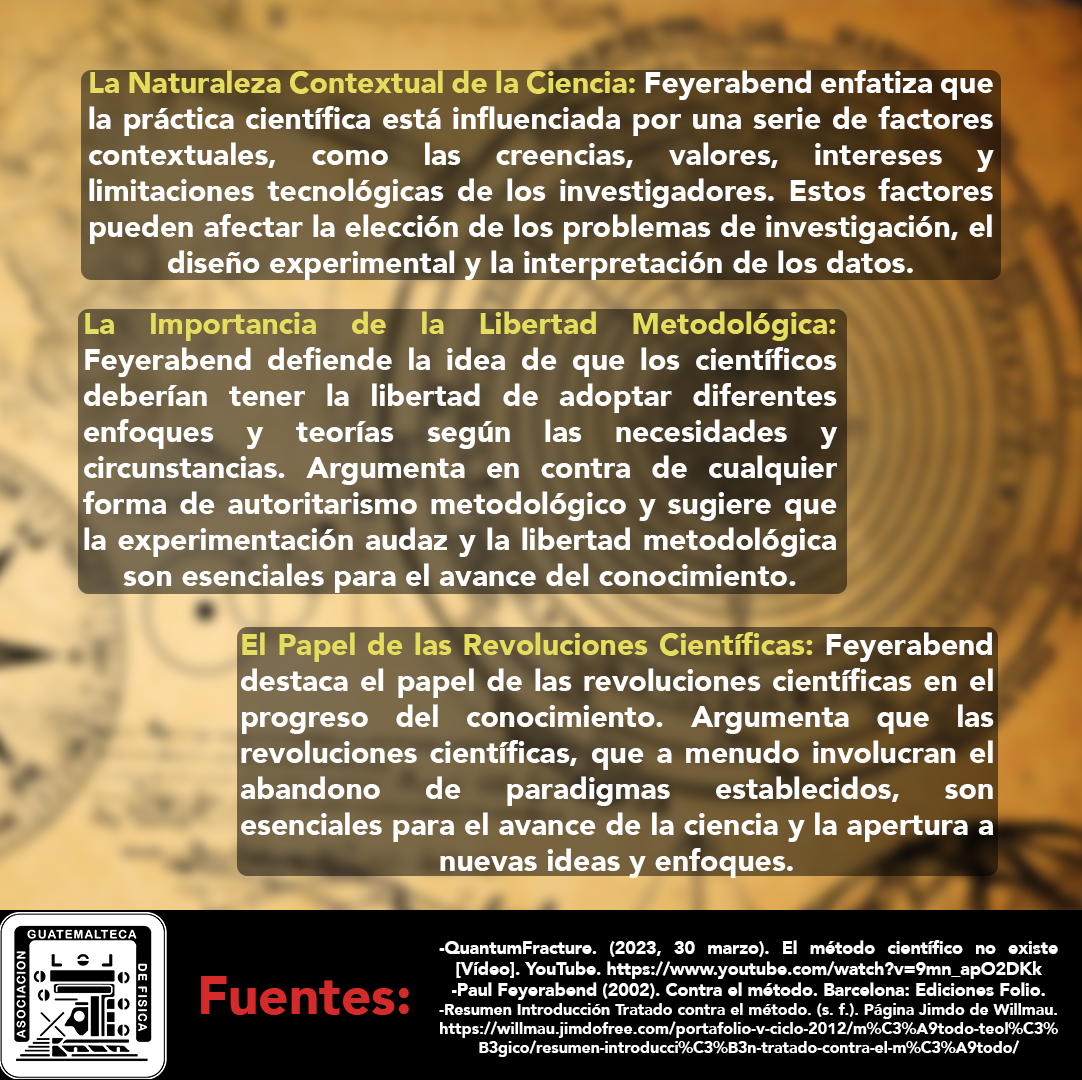 La Naturaleza Contextual de la Ciencia: Feyerabend enfatiza que
la práctica científica está influenciada por una serie de factores
contextuales, como las creencias, valores, intereses y
limitaciones tecnológicas de los investigadores. Estos factores
pueden afectar la elección de los problemas de investigación, el
diseño experimental y la interpretación de los datos.
La Importancia de la Libertad Metodológica:
Feyerabend defiende la idea de que los científicos
deberían tener la libertad de adoptar diferentes
enfoques y teorías según las necesidades y
circunstancias. Argumenta en contra de cualquier
forma de autoritarismo metodológico y sugiere que
la experimentación audaz y la libertad metodológica
son esenciales para el avance del conocimiento.
El Papel de las Revoluciones Científicas: Feyerabend
destaca el papel de las revoluciones científicas en el
progreso del conocimiento. Argumenta que las
revoluciones científicas, que a menudo involucran el
abandono de paradigmas establecidos, son
esenciales para el avance de la ciencia y la apertura a
nuevas ideas y enfoques.
ASOCIACION
GUATEMALTECA
DE FISICA
Fuentes:
-QuantumFracture. (2023, 30 marzo). El método científico no existe
[Vídeo]. YouTube. https://www.youtube.com/watch?v=9mn_apO2DKk
-Paul Feyerabend (2002). Contra el método. Barcelona: Ediciones Folio.
-Resumen Introducción Tratado contra el método. (s. f.). Página Jimdo de Willmau.
https://willmau.jimdofree.com/portafolio-v-ciclo-2012/m%C3%A9todo-teol%C3%
B3gico/resumen-introducci%C3%B3n-tratado-contra-el-m%C3%A9todo/